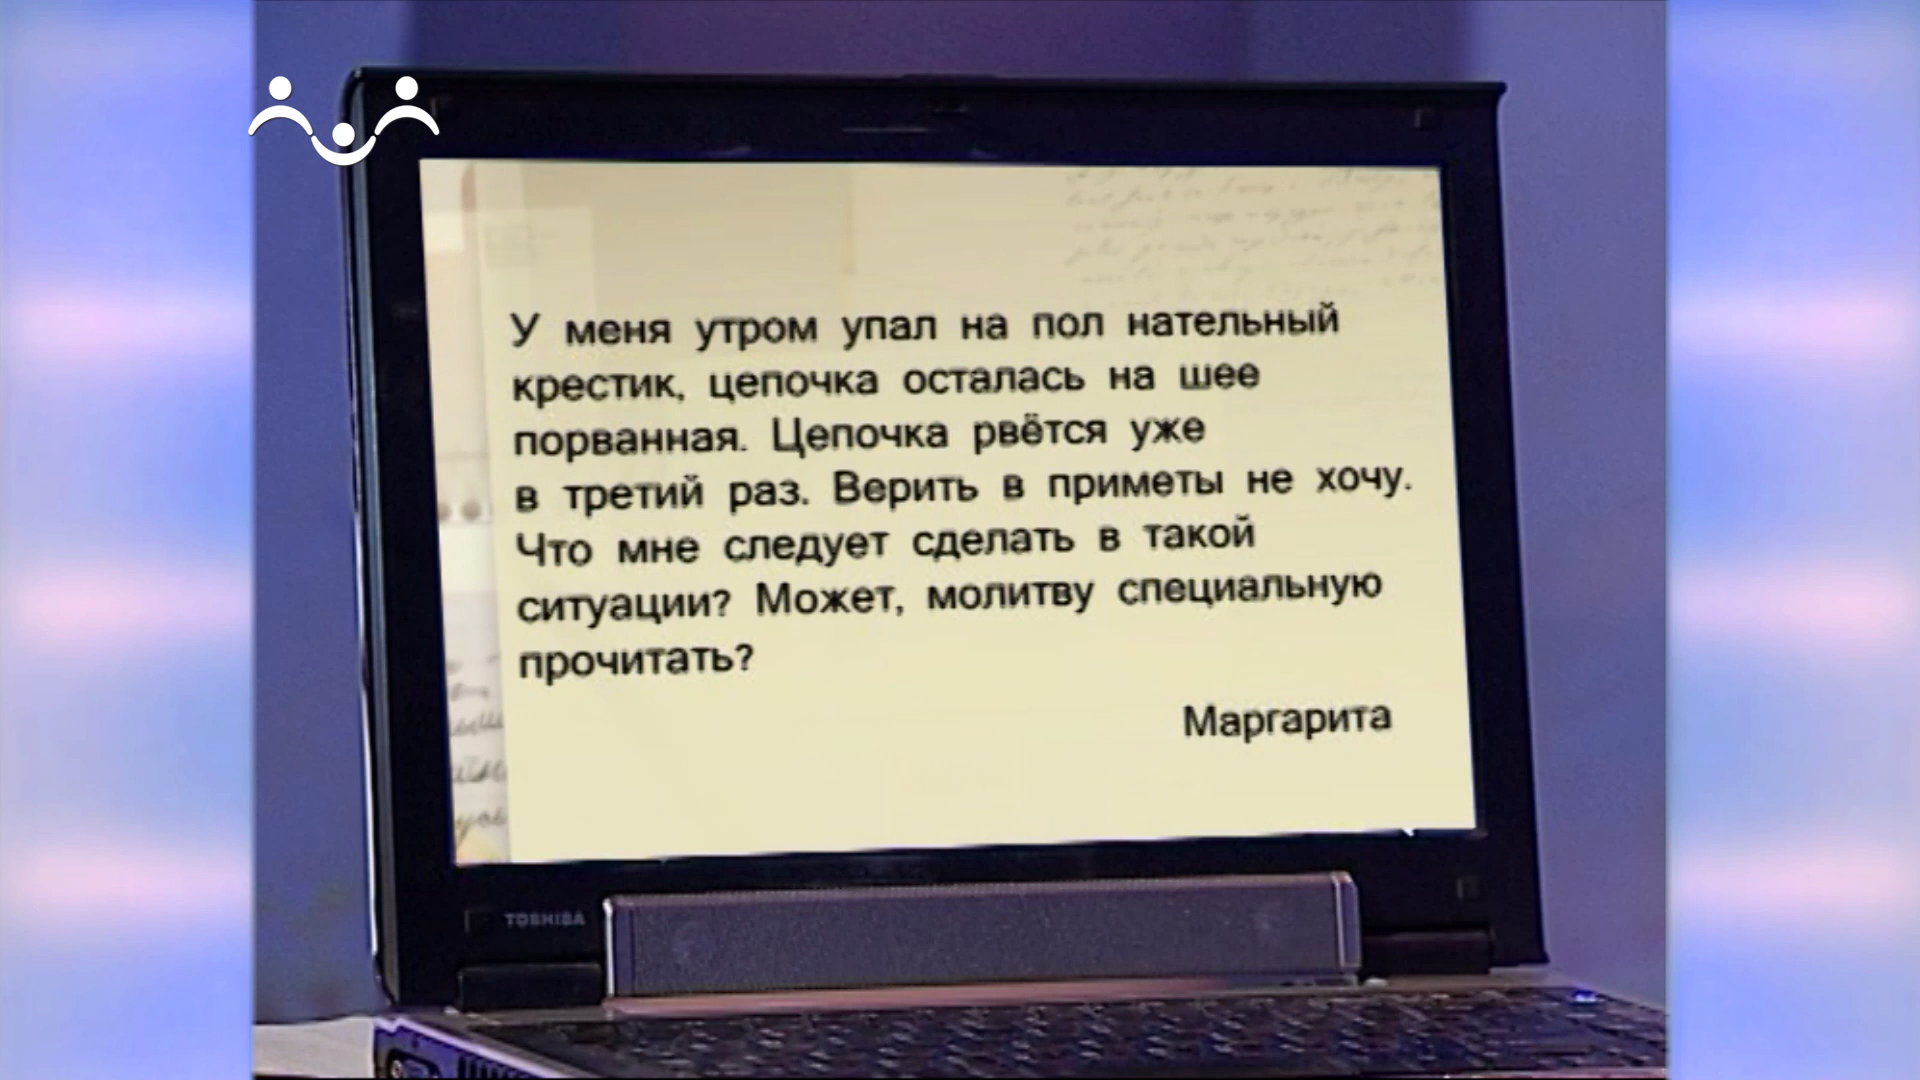 У меня утром упал на пол нательный
крестик, цепочка осталась на шее
порванная. Цепочка рвётся уже
в третий раз. Верить в приметы не хочу.
Что мне следует сделать в такой
ситуации? Может, молитву специальную
прочитать?
Маргарита
TOSHIBA